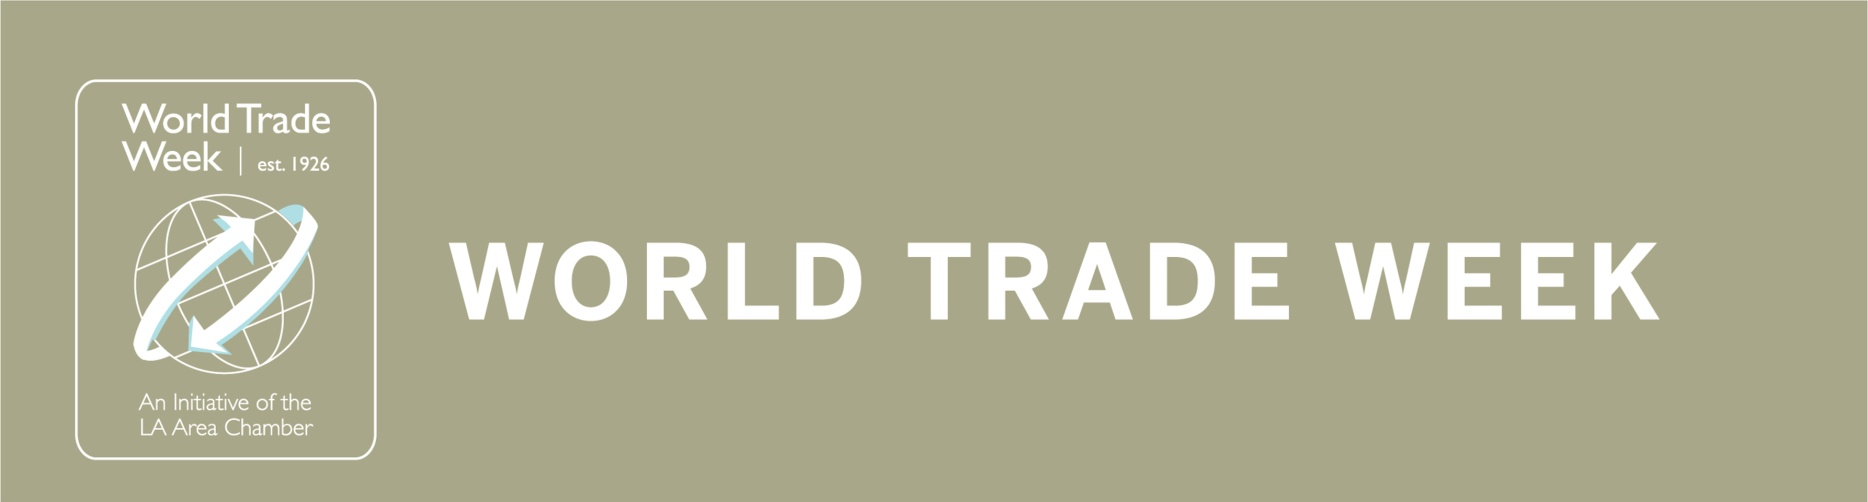 World Trade
Week | est. 1926
An Initiative of the
LA Area Chamber
WORLD TRADE WEEK